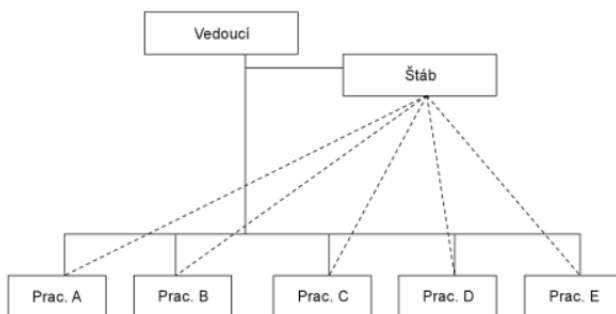 Vedoucí
Štáb
Prac. A
Prac. B
Prac. C
Prac. D
Prac. E